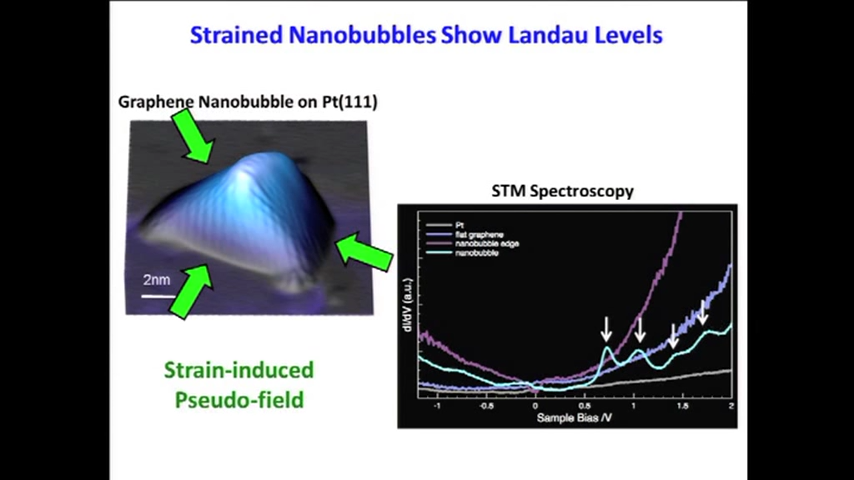 Strained Nanobubbles Show Landau Levels
Graphene Nanobubble on Pt(111)
2nm
Strain-induced
Pseudo-field
STM Spectroscopy
Pt
flat graphene
nanobubble edge
nanobubble
dI/dV (a.u.)
-1 -0.5 0 0.5 1 1.5 2
Sample Bias /V